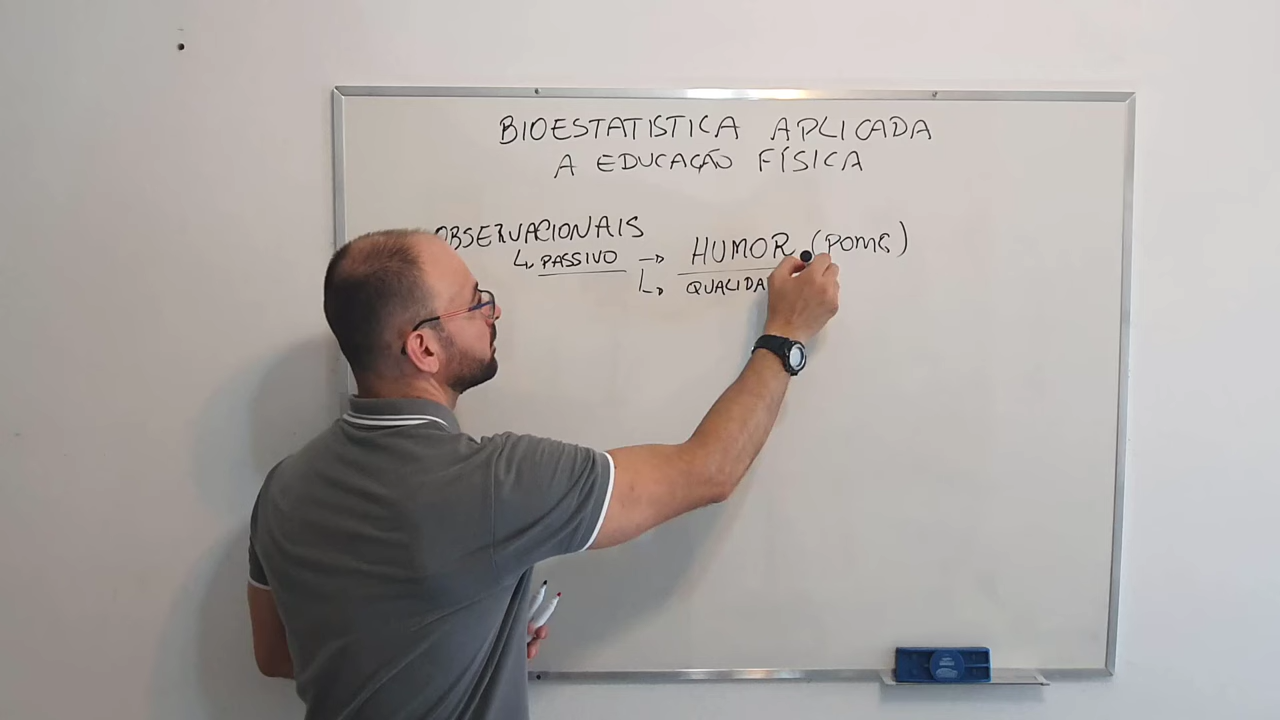 BIOESTATISTICA APLICADA
A EDUCAÇÃO FÍSICA
OBSERVACIONAIS
↳ PASSIVO → HUMOR (POMS)
↳ QUALIDA